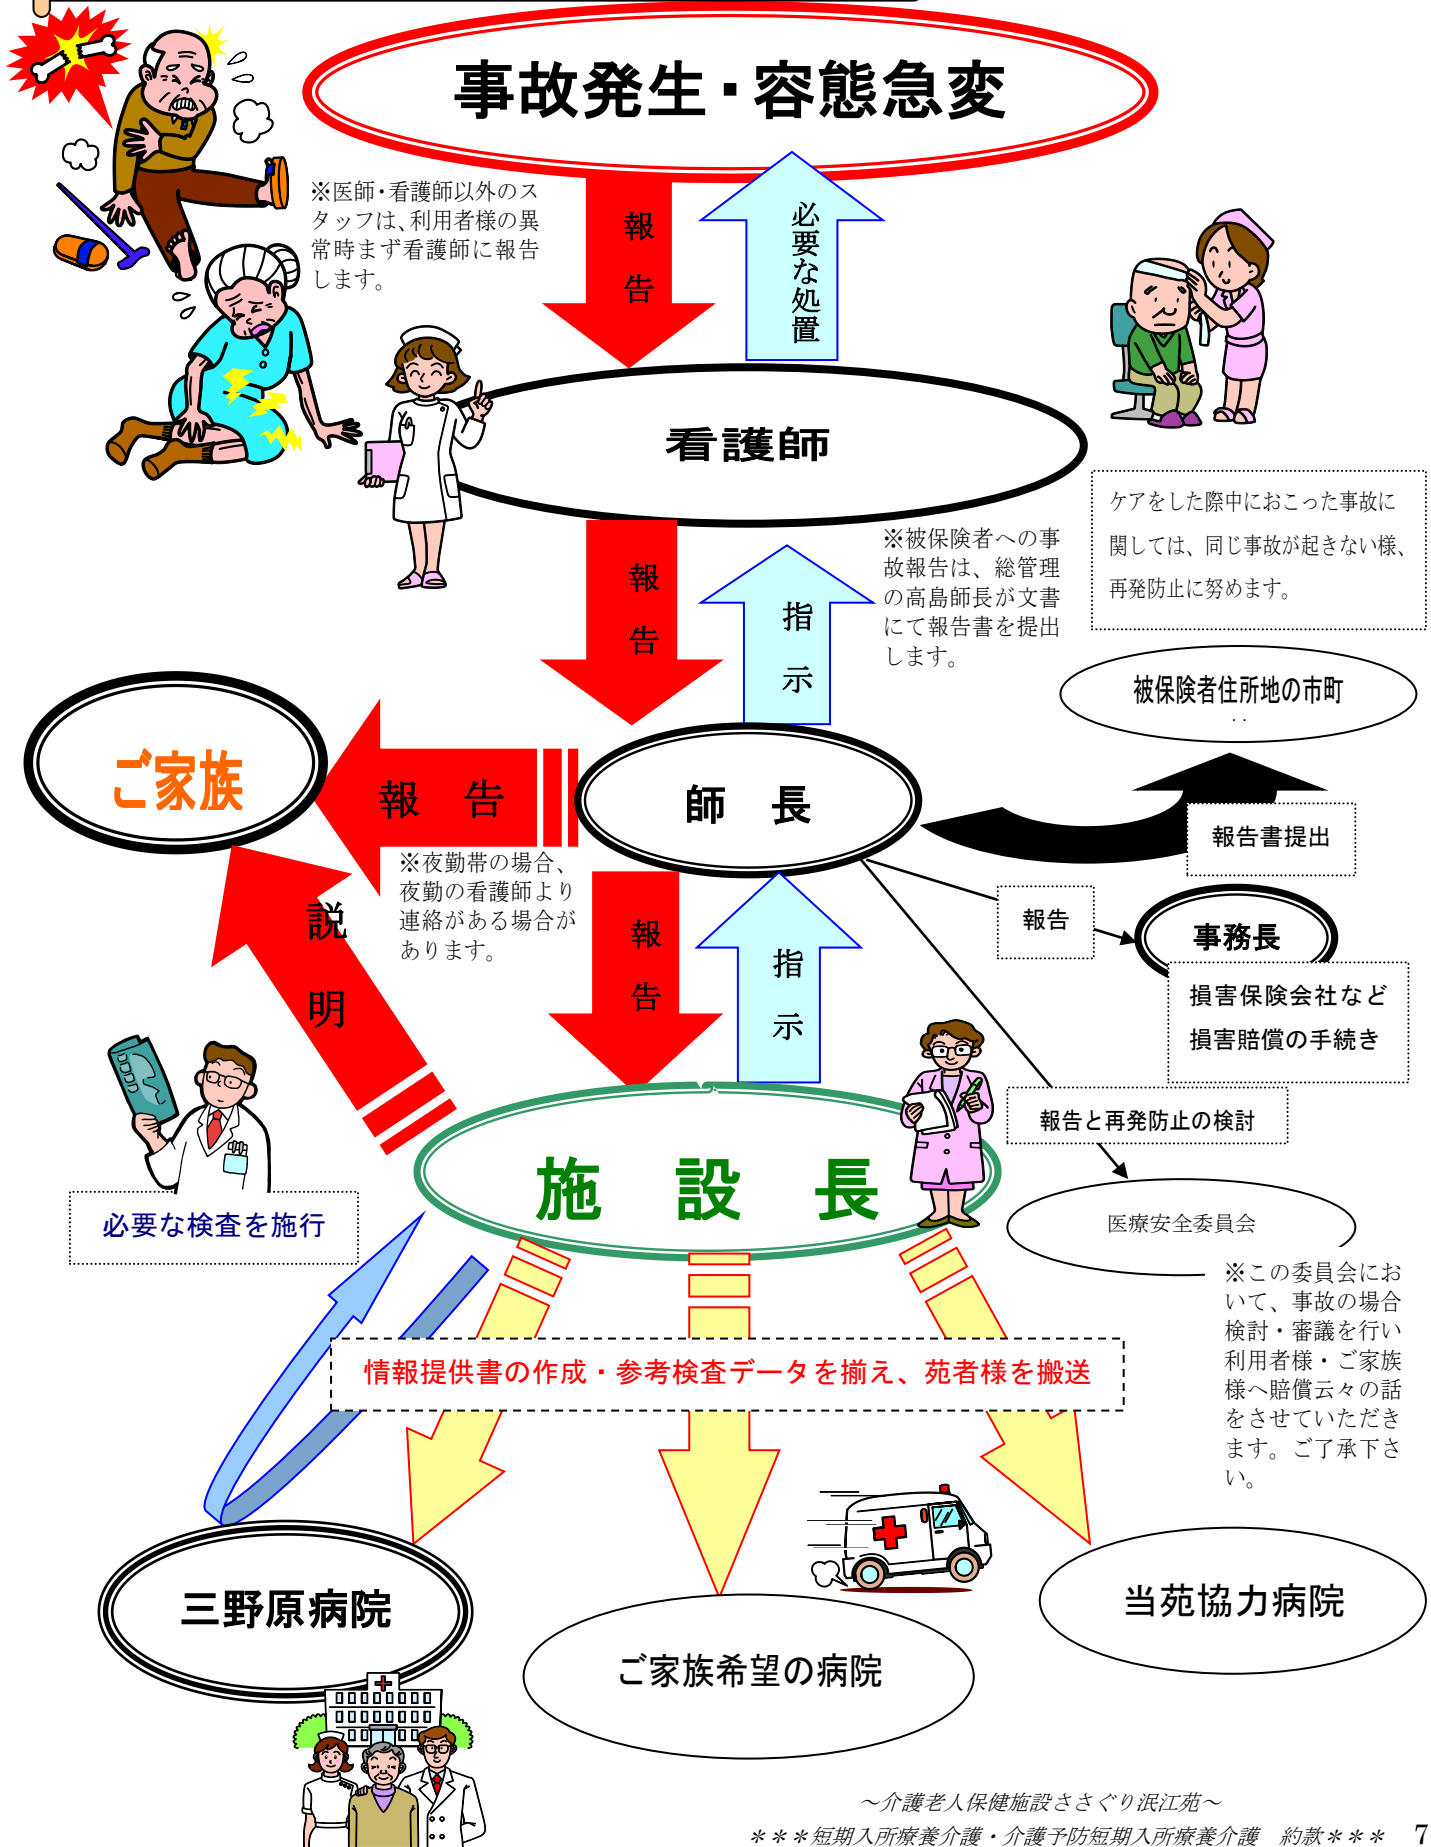 事故発生・容態急変
※医師・看護師以外のス
タッフは、利用者様の異
常時まず看護師に報告
します。
報告
必要な処置
看護師
ケアをした際中におこった事故に
関しては、同じ事故が起きない様、
再発防止に努めます。
報告
指示
※被保険者への事
故報告は、総管理
の高島師長が文書
にて報告書を提出
します。
被保険者住所地の市町
ご家族
報告
師長
報告書提出
※夜勤帯の場合、
夜勤の看護師より
連絡がある場合が
あります。
説明
報告
指示
報告
事務長
損害保険会社など
損害賠償の手続き
報告と再発防止の検討
施設長
必要な検査を施行
医療安全委員会
※この委員会にお
いて、事故の場合
検討・審議を行い
利用者様・ご家族
様へ賠償云々の話
をさせていただき
ます。ご了承下さ
い。
情報提供書の作成・参考検査データを揃え、苑者様を搬送
三野原病院
ご家族希望の病院
当苑協力病院
～介護老人保健施設ささぐり泯江苑～
＊＊＊短期入所療養介護・介護予防短期入所療養介護　約款＊＊＊ 7